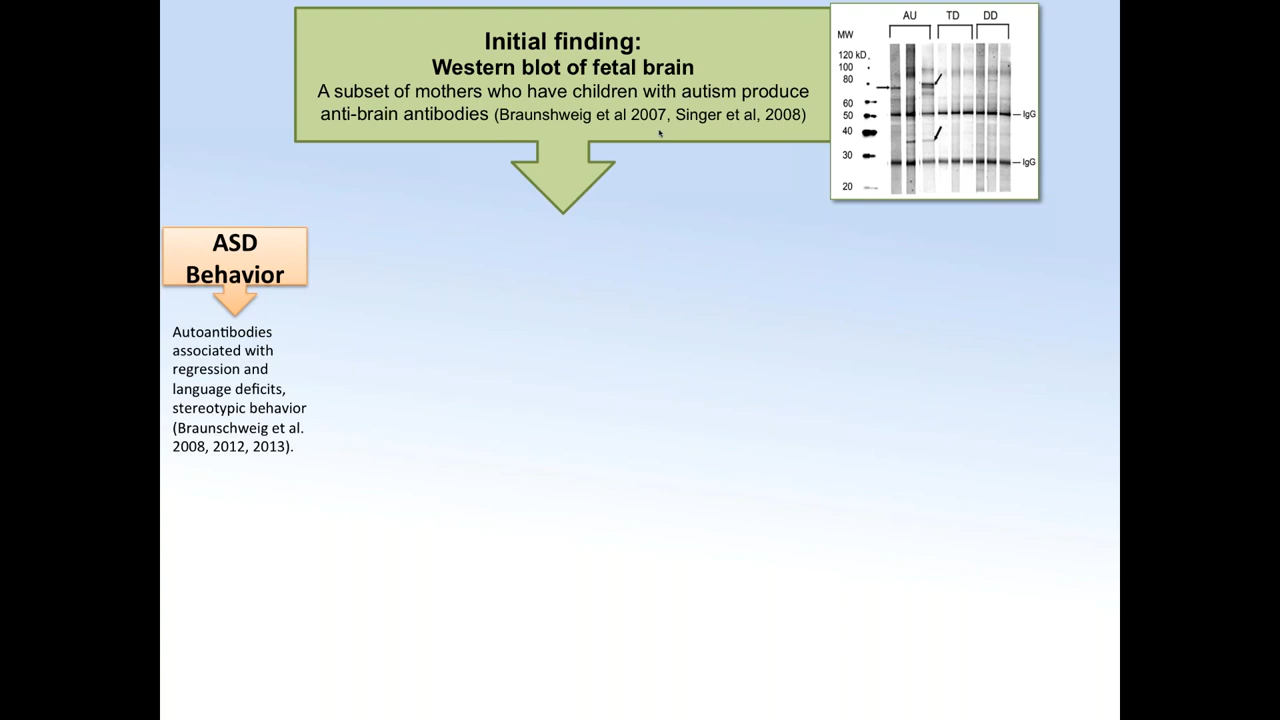 Initial finding:
Western blot of fetal brain
A subset of mothers who have children with autism produce
anti-brain antibodies (Braunshweig et al 2007, Singer et al, 2008)
AU TD DD
MW
120 kD
100
80
60
50
40
30
20
IgG
IgG
ASD
Behavior
Autoantibodies
associated with
regression and
language deficits,
stereotypic behavior
(Braunschweig et al.
2008, 2012, 2013).